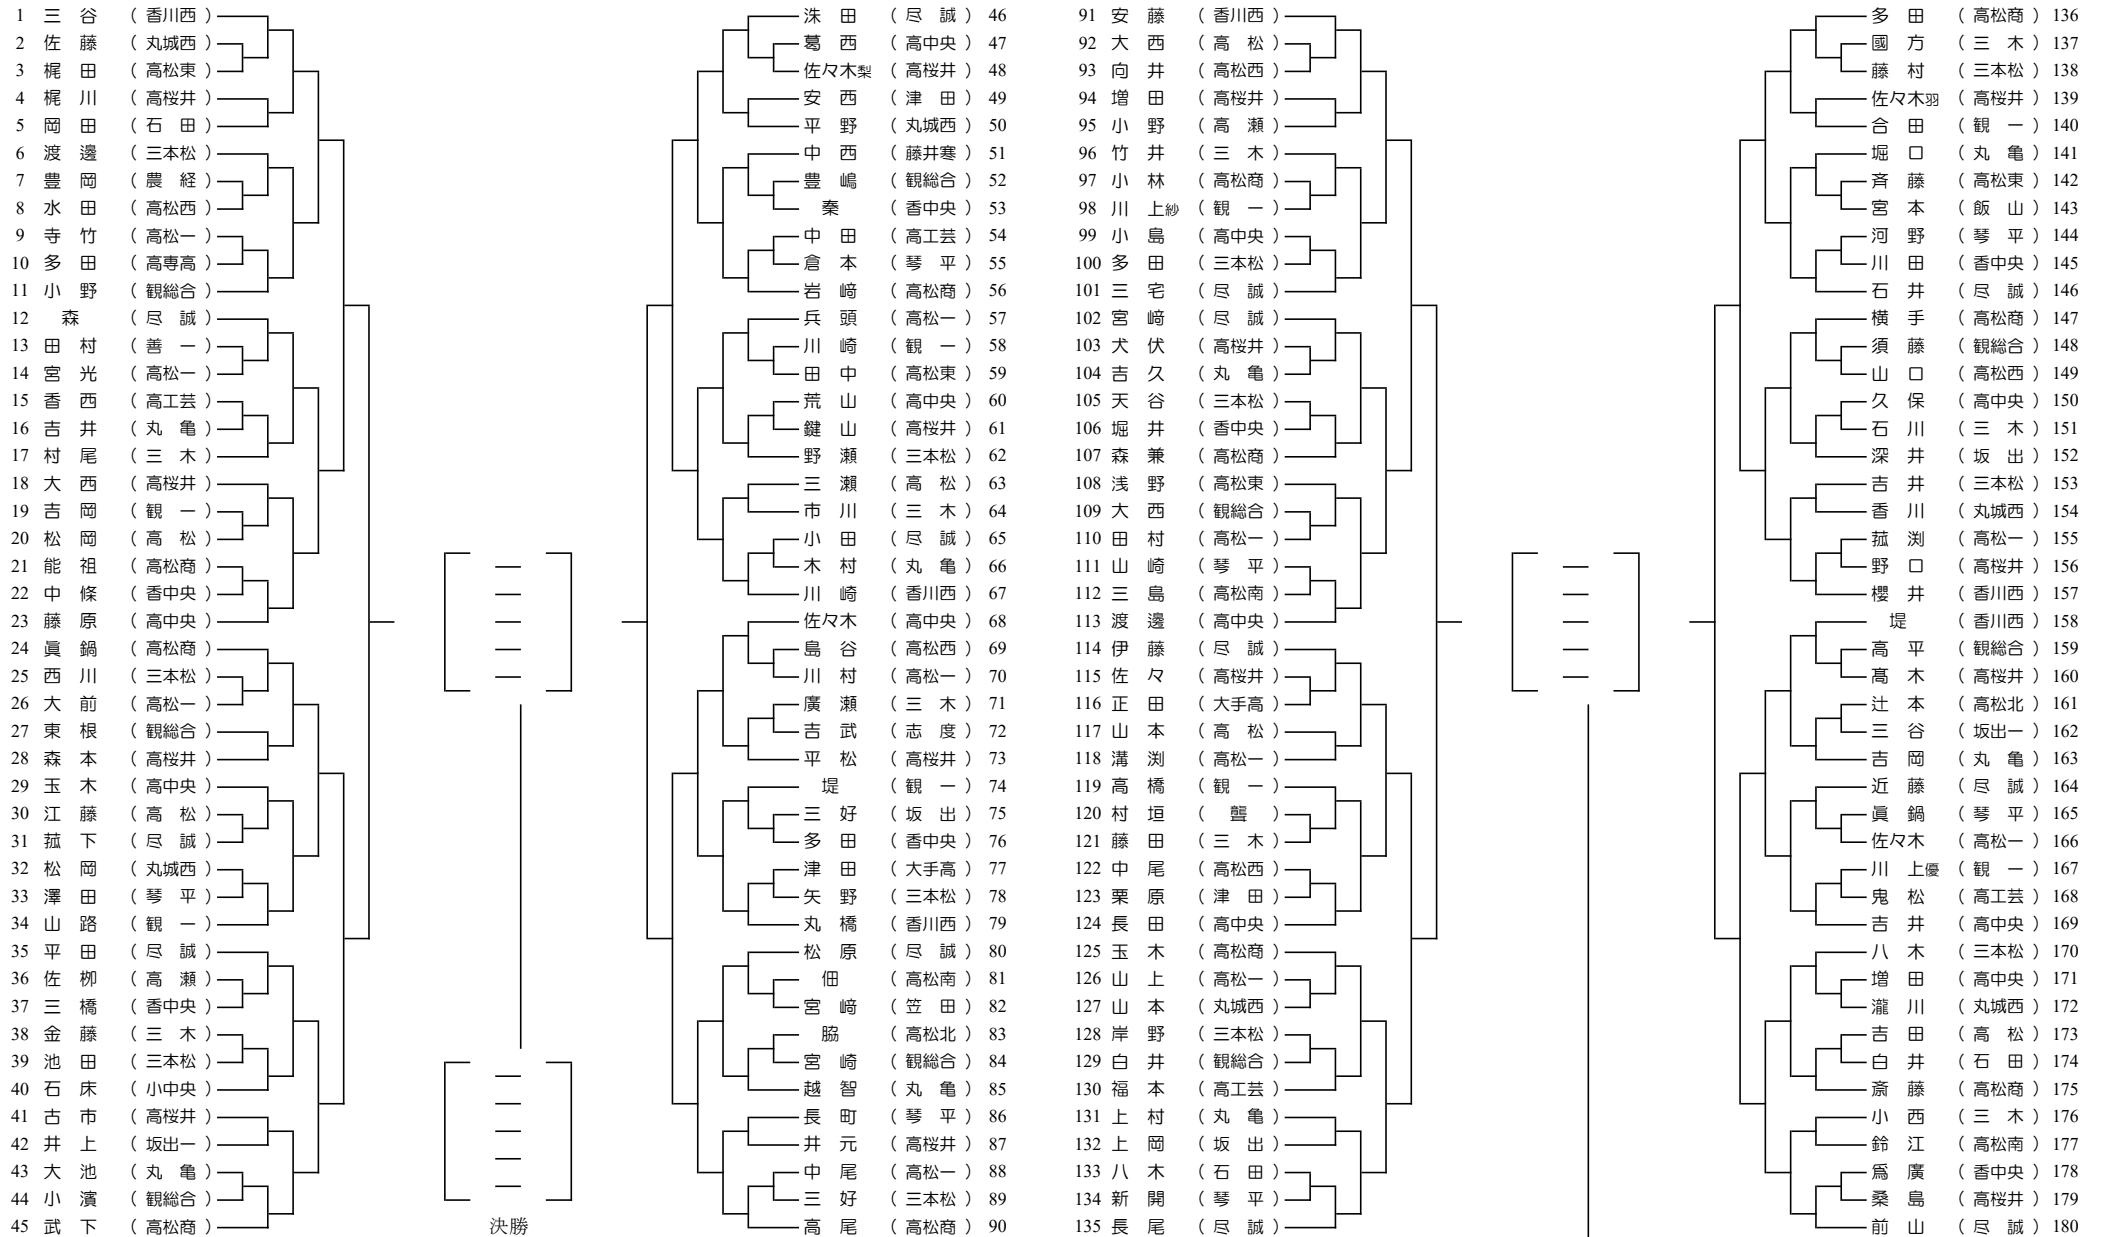 1 三谷 (香川西)
2 佐藤 (丸城西)
3 梶田 (高松東)
4 梶川 (高桜井)
5 岡田 (石田)
6 渡邊 (三本松)
7 豊岡 (農経)
8 水田 (高松西)
9 寺竹 (高松一)
10 多田 (高専高)
11 小野 (観総合)
12 森 (尽誠)
13 田村 (善一)
14 宮光 (高松一)
15 香西 (高工芸)
16 吉井 (丸亀)
17 村尾 (三木)
18 大西 (高桜井)
19 吉岡 (観一)
20 松岡 (高松)
21 能祖 (高松商)
22 中條 (香中央)
23 藤原 (高中央)
24 眞鍋 (高松商)
25 西川 (三本松)
26 大前 (高松一)
27 東根 (観総合)
28 森本 (高桜井)
29 玉木 (高中央)
30 江藤 (高松)
31 菰下 (尽誠)
32 松岡 (丸城西)
33 澤田 (琴平)
34 山路 (観一)
35 平田 (尽誠)
36 佐栁 (高瀬)
37 三橋 (香中央)
38 金藤 (三木)
39 池田 (三本松)
40 石床 (小中央)
41 古市 (高桜井)
42 井上 (坂出一)
43 大池 (丸亀)
44 小濱 (観総合)
45 武下 (高松商)
決勝
洙田 (尽誠) 46
葛西 (高中央) 47
佐々木梨 (高桜井) 48
安西 (津田) 49
平野 (丸城西) 50
中西 (藤井寒) 51
豊嶋 (観総合) 52
秦 (香中央) 53
中田 (高工芸) 54
倉本 (琴平) 55
岩﨑 (高松商) 56
兵頭 (高松一) 57
川崎 (観一) 58
田中 (高松東) 59
荒山 (高中央) 60
鍵山 (高桜井) 61
野瀬 (三本松) 62
三瀨 (高松) 63
市川 (三木) 64
小田 (尽誠) 65
木村 (丸亀) 66
川崎 (香川西) 67
佐々木 (高中央) 68
島谷 (高松西) 69
川村 (高松一) 70
廣瀬 (三木) 71
吉武 (志度) 72
平松 (高桜井) 73
堤 (観一) 74
三好 (坂出) 75
多田 (香中央) 76
津田 (大手高) 77
矢野 (三本松) 78
丸橋 (香川西) 79
松原 (尽誠) 80
佃 (高松南) 81
宮﨑 (笠田) 82
脇 (高松北) 83
宮崎 (観総合) 84
越智 (丸亀) 85
長町 (琴平) 86
井元 (高桜井) 87
中尾 (高松一) 88
三好 (三本松) 89
高尾 (高松商) 90
91 安藤 (香川西)
92 大西 (高松)
93 向井 (高松西)
94 増田 (高桜井)
95 小野 (高瀬)
96 竹井 (三木)
97 小林 (高松商)
98 川上紗 (観一)
99 小島 (高中央)
100 多田 (三本松)
101 三宅 (尽誠)
102 宮﨑 (尽誠)
103 犬伏 (高桜井)
104 吉久 (丸亀)
105 天谷 (三本松)
106 堀井 (香中央)
107 森兼 (高松商)
108 浅野 (高松東)
109 大西 (観総合)
110 田村 (高松一)
111 山崎 (琴平)
112 三島 (高松南)
113 渡邊 (高中央)
114 伊藤 (尽誠)
115 佐々 (高桜井)
116 正田 (大手高)
117 山本 (高松)
118 溝渕 (高松一)
119 高橋 (観一)
120 村垣 (聾)
121 藤田 (三木)
122 中尾 (高松西)
123 栗原 (津田)
124 長田 (高中央)
125 玉木 (高松商)
126 山上 (高松一)
127 山本 (丸城西)
128 岸野 (三本松)
129 白井 (観総合)
130 福本 (高工芸)
131 上村 (丸亀)
132 上岡 (坂出)
133 八木 (石田)
134 新開 (琴平)
135 長尾 (尽誠)
多田 (高松商) 136
國方 (三木) 137
藤村 (三本松) 138
佐々木羽 (高桜井) 139
合田 (観一) 140
堀口 (丸亀) 141
斉藤 (高松東) 142
宮本 (飯山) 143
河野 (琴平) 144
川田 (香中央) 145
石井 (尽誠) 146
横手 (高松商) 147
須藤 (観総合) 148
山口 (高松西) 149
久保 (高中央) 150
石川 (三木) 151
深井 (坂出) 152
吉井 (三本松) 153
香川 (丸城西) 154
菰渕 (高松一) 155
野口 (高桜井) 156
櫻井 (香川西) 157
堤 (香川西) 158
高平 (観総合) 159
髙木 (高桜井) 160
辻本 (高松北) 161
三谷 (坂出一) 162
吉岡 (丸亀) 163
近藤 (尽誠) 164
眞鍋 (琴平) 165
佐々木 (高松一) 166
川上優 (観一) 167
鬼松 (高工芸) 168
吉井 (高中央) 169
八木 (三本松) 170
増田 (高中央) 171
瀧川 (丸城西) 172
吉田 (高松) 173
白井 (石田) 174
斎藤 (高松商) 175
小西 (三木) 176
鈴江 (高松南) 177
爲廣 (香中央) 178
桑島 (高桜井) 179
前山 (尽誠) 180